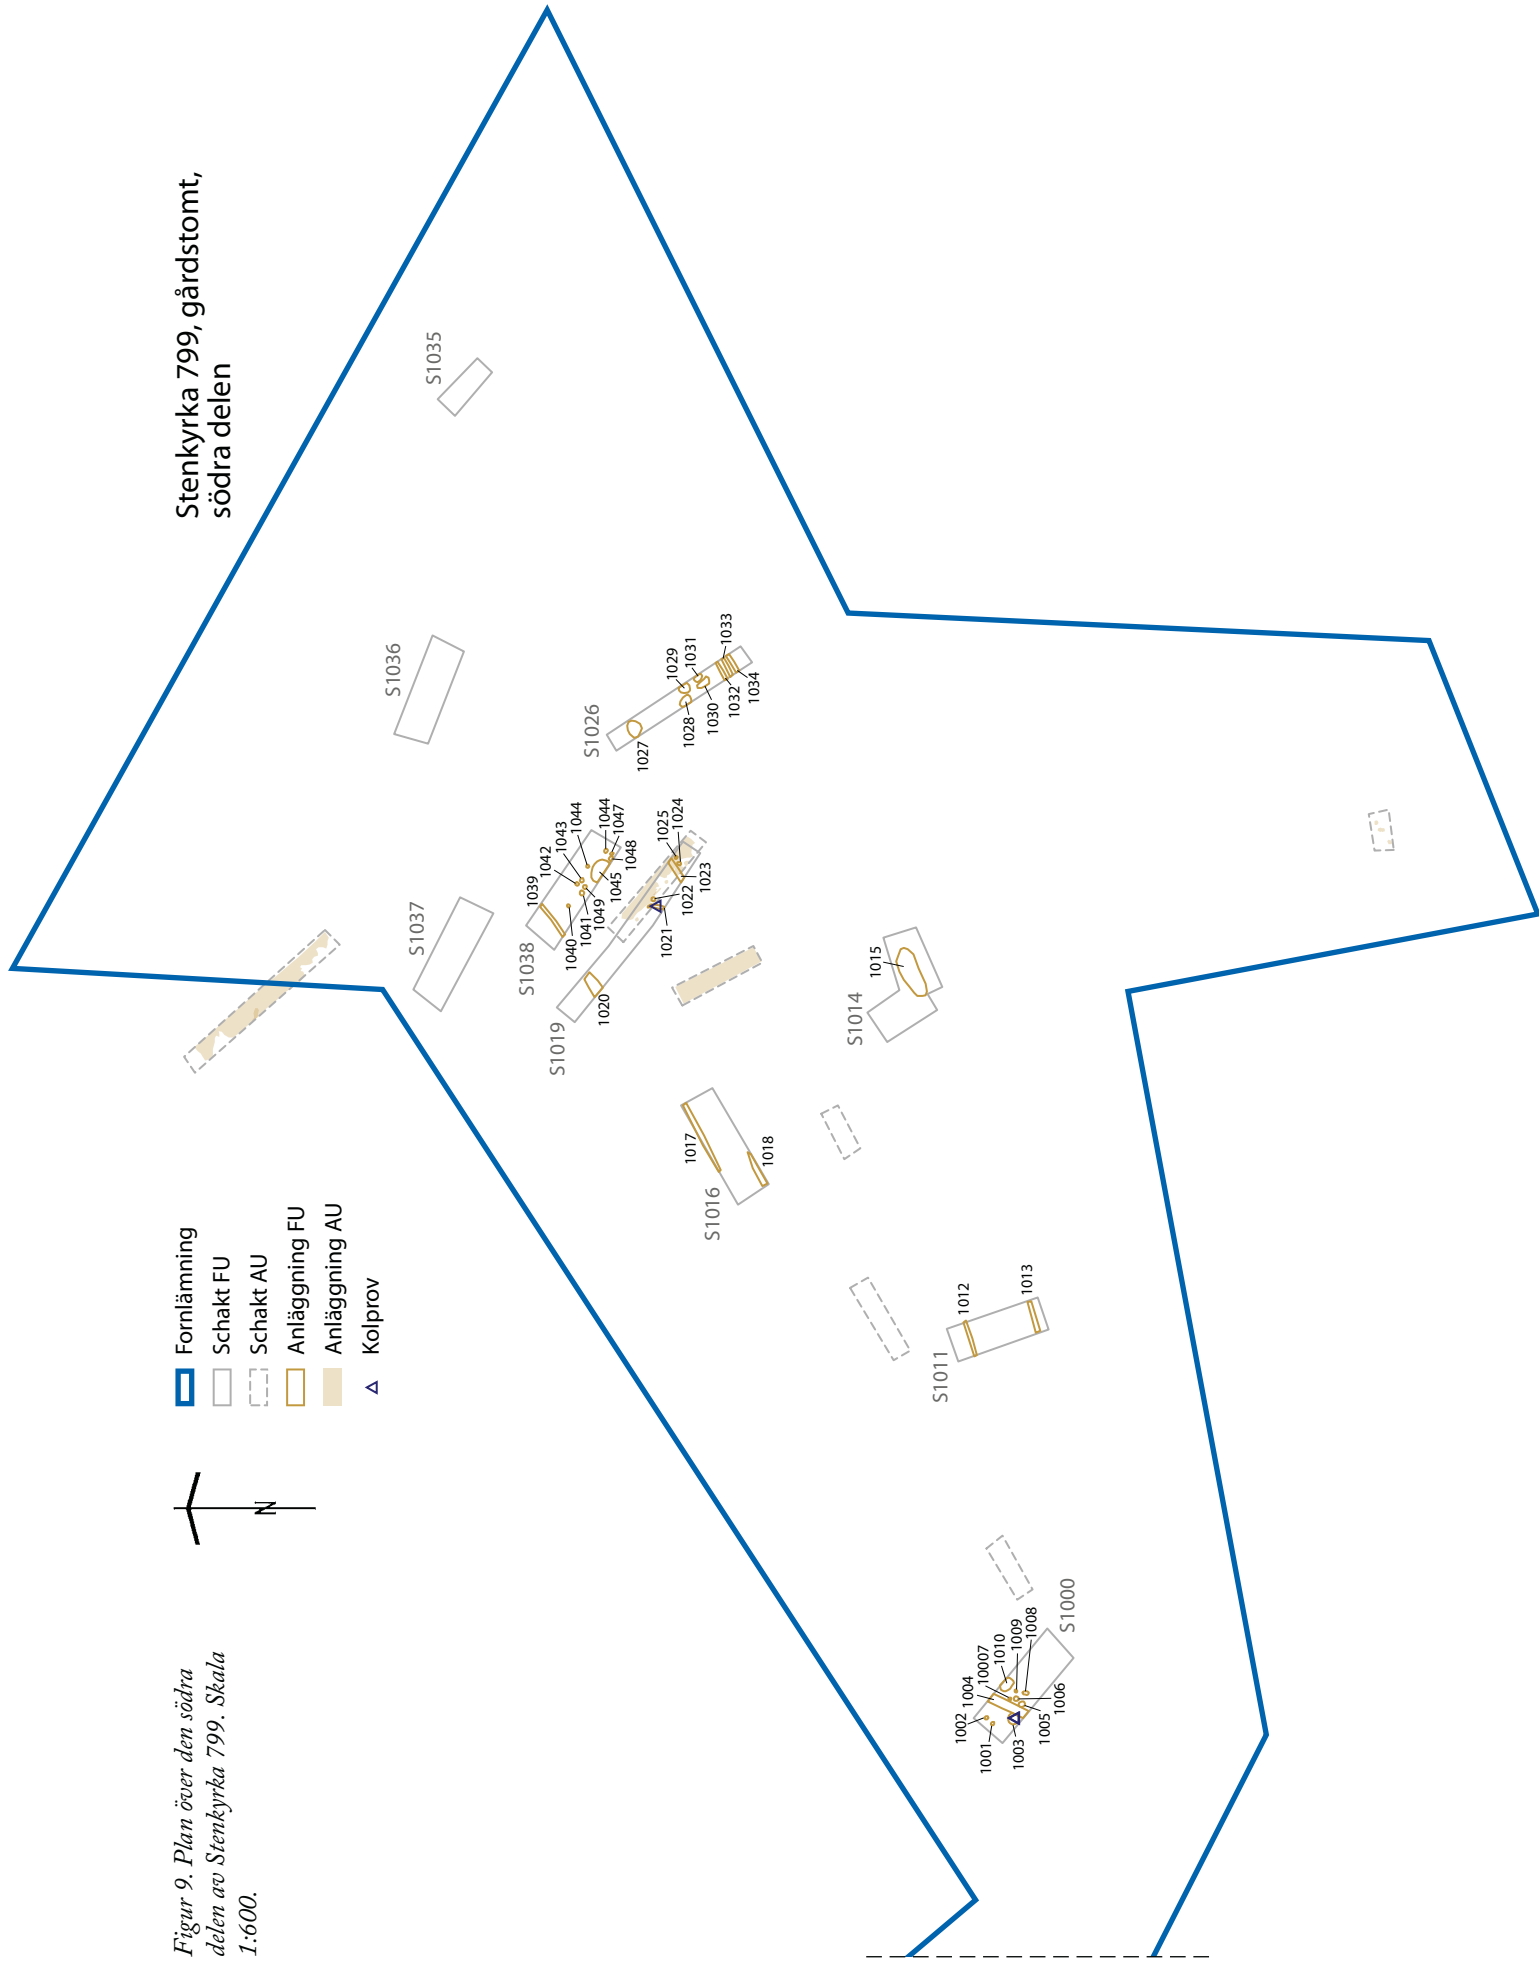 Figur 9. Plan över den södra
delen av Stenkyrka 799. Skala
1:600.
N
Fornlämning
Schakt FU
Schakt AU
Anläggning FU
Anläggning AU
Kolprov
Stenkyrka 799, gårdstomt,
södra delen
S1035
S1036
S1037
S1038
1039
1040
1041
1042
1043
1044
1044
1047
1048
1045
1049
S1026
1027
1028
1029
1030
1031
1032
1033
1034
S1019
1020
1021
1022
1023
1024
1025
S1016
1017
1018
S1014
1015
S1011
1012
1013
S1000
1001
1002
1003
1004
10007
1010
1009
1008
1006
1005